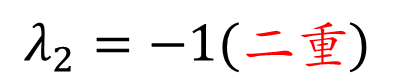 λ₂ = −1(二重)